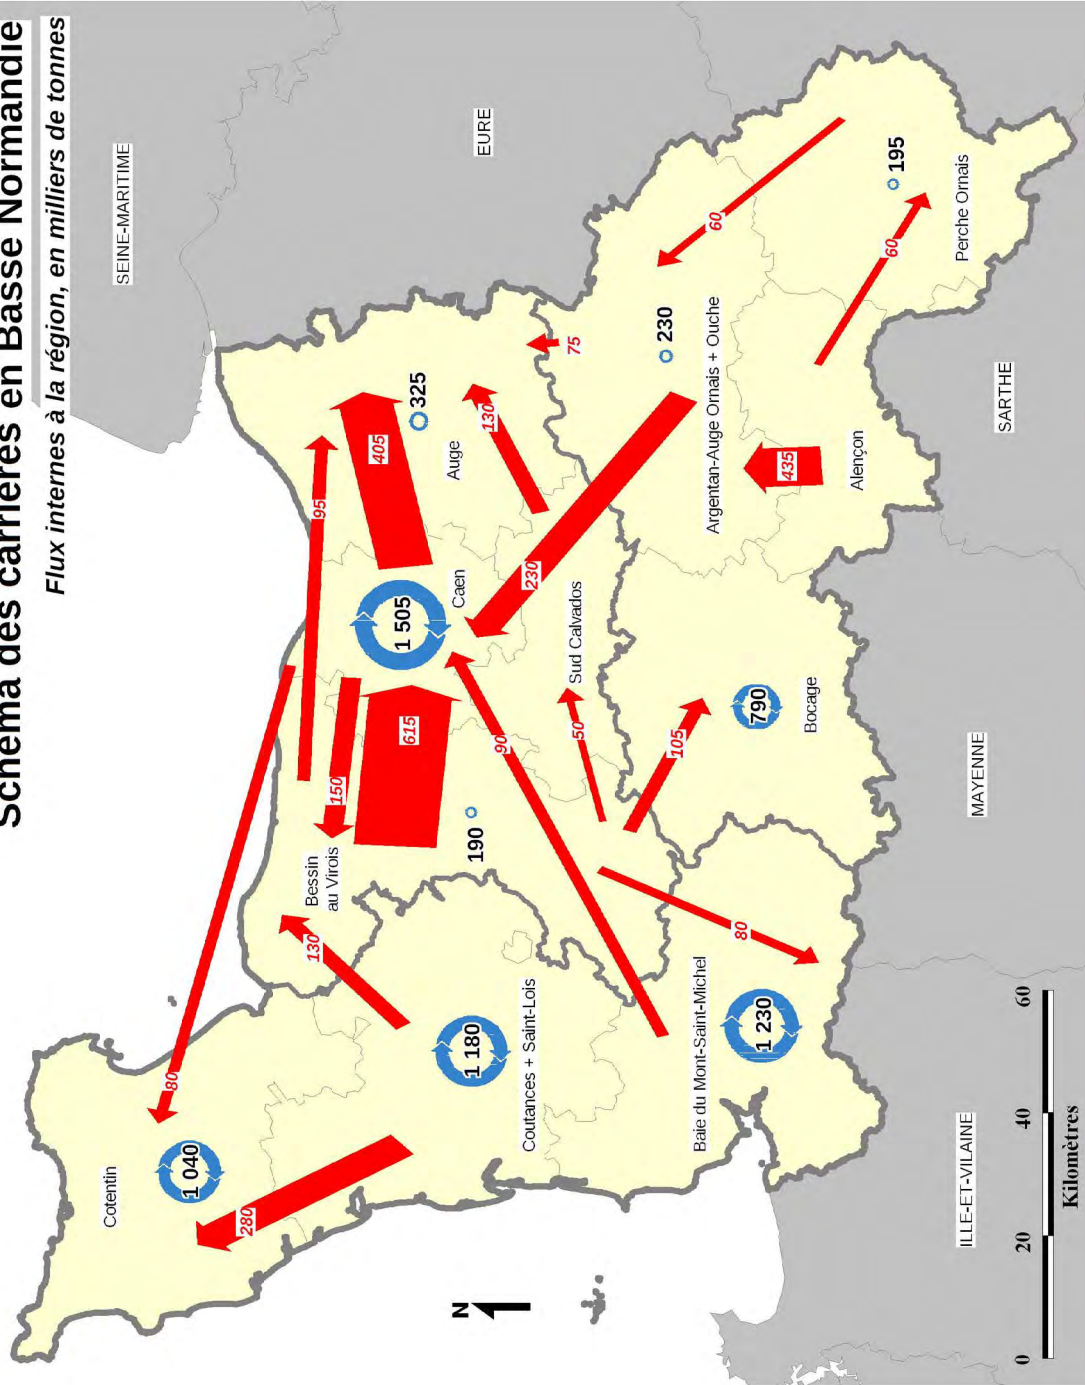 Schéma des carrières en Basse Normandie
Flux internes à la région, en milliers de tonnes
SEINE-MARITIME
EURE
Cotentin
1 040
80
280
130
Bessin
au Virois
150
95
405
325
Auge
130
75
1 505
Caen
615
190
1 180
Coutances + Saint-Lois
90
50
Sud Calvados
230
230
60
Argentan-Auge Ornais + Ouche
195
Perche Ornais
60
435
Alençon
105
790
Bocage
80
Baie du Mont-Saint-Michel
1 230
SARTHE
MAYENNE
ILLE-ET-VILAINE
N
0 20 40 60
Kilomètres